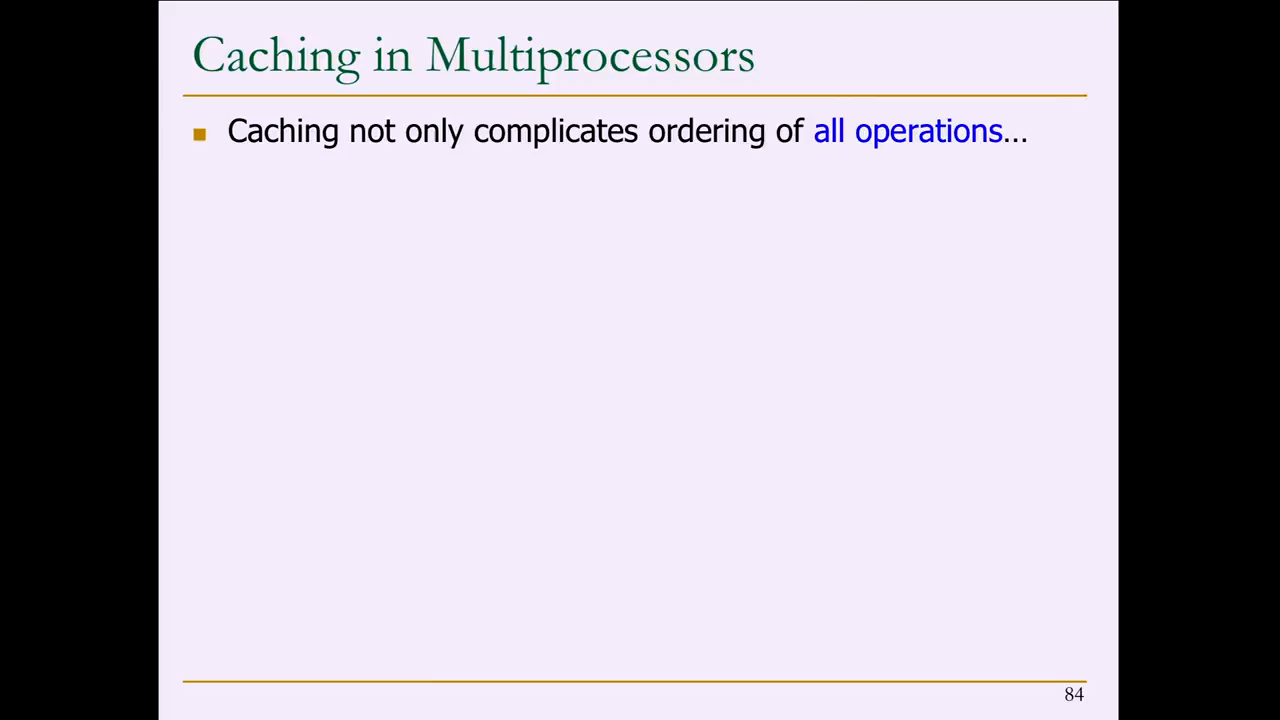 Caching in Multiprocessors
Caching not only complicates ordering of all operations…
84